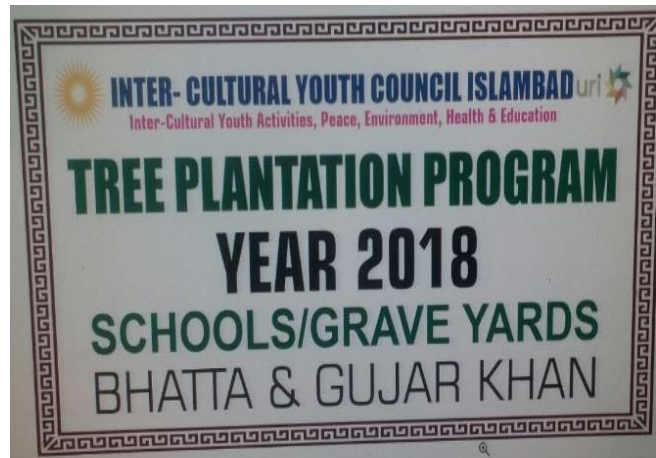 INTER- CULTURAL YOUTH COUNCIL ISLAMBAD uri
Inter-Cultural Youth Activities, Peace, Environment, Health & Education
TREE PLANTATION PROGRAM
YEAR 2018
SCHOOLS/GRAVE YARDS
BHATTA & GUJAR KHAN